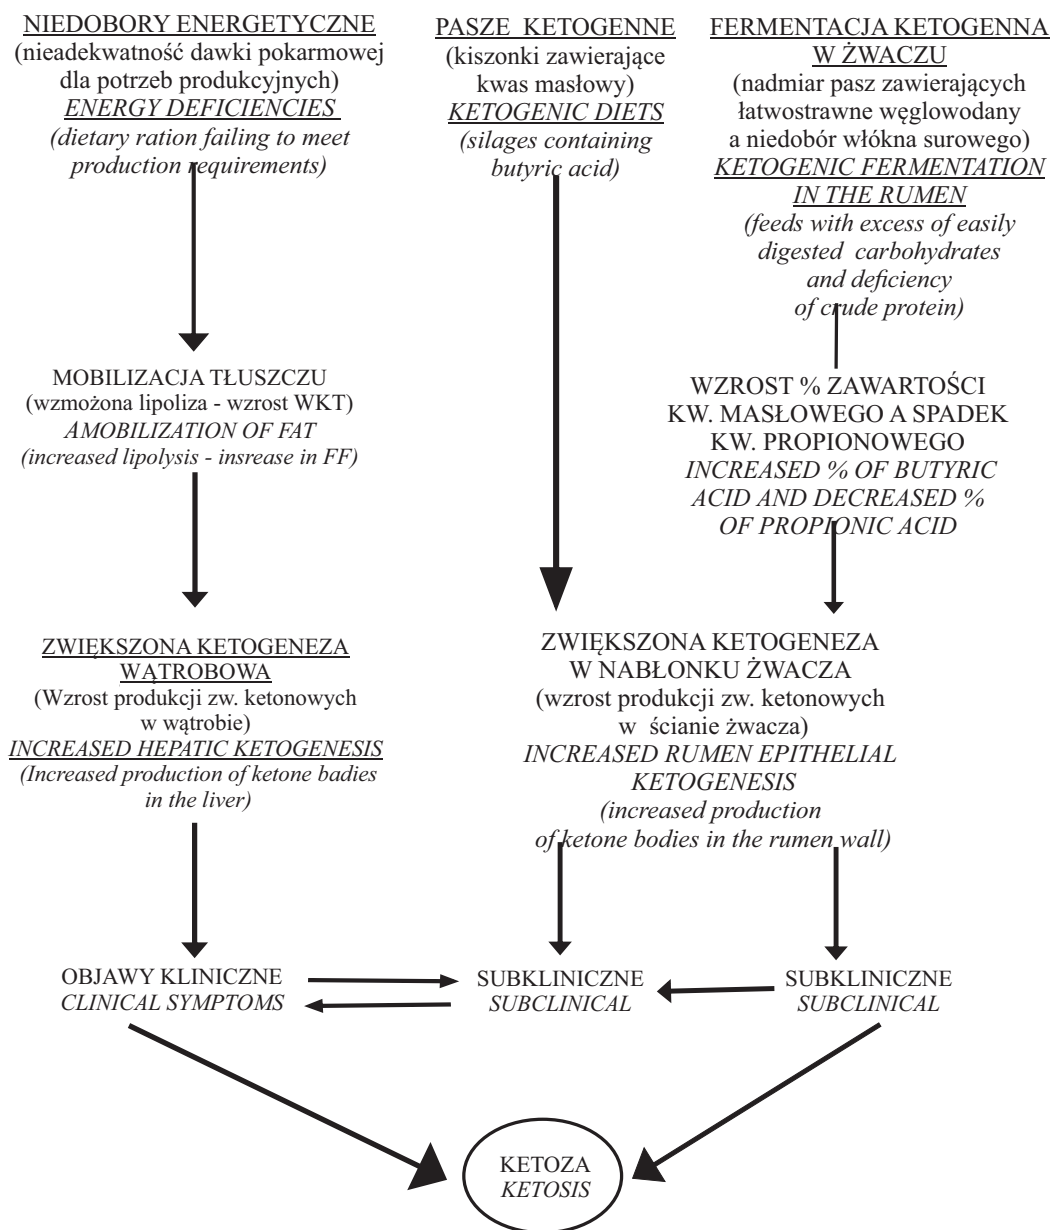 NIEDOBORY ENERGETYCZNE
(nieadekwatność dawki pokarmowej
dla potrzeb produkcyjnych)
ENERGY DEFICIENCIES
(dietary ration failing to meet
production requirements)
PASZE KETOGENNE
(kiszonki zawierające
kwas masłowy)
KETOGENIC DIETS
(silages containing
butyric acid)
FERMENTACJA KETOGENNA
W ŻWACZU
(nadmiar pasz zawierających
łatwostrawne węglowodany
a niedobór włókna surowego)
KETOGENIC FERMENTATION
IN THE RUMEN
(feeds with excess of easily
digested carbohydrates
and deficiency
of crude protein)
MOBILIZACJA TŁUSZCZU
(wzmożona lipoliza - wzrost WKT)
AMOBILIZATION OF FAT
(increased lipolysis - insrease in FF)
WZROST % ZAWARTOŚCI
KW. MASŁOWEGO A SPADEK
KW. PROPIONOWEGO
INCREASED % OF BUTYRIC
ACID AND DECREASED %
OF PROPIONIC ACID
ZWIĘKSZONA KETOGENEZA
WĄTROBOWA
(Wzrost produkcji zw. ketonowych
w wątrobie)
INCREASED HEPATIC KETOGENESIS
(Increased production of ketone badies
in the liver)
ZWIĘKSZONA KETOGENEZA
W NABŁONKU ŻWACZA
(wzrost produkcji zw. ketonowych
w ścianie żwacza)
INCREASED RUMEN EPITHELIAL
KETOGENESIS
(increased production
of ketone bodies in the rumen wall)
OBJAWY KLINICZNE
CLINICAL SYMPTOMS
SUBKLINICZNE
SUBCLINICAL
SUBKLINICZNE
SUBCLINICAL
KETOZA
KETOSIS